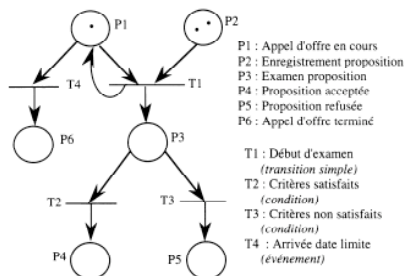 P1
P2
T4
T1
P6
P3
T2
T3
P4
P5
P1 : Appel d'offre en cours
P2 : Enregistrement proposition
P3 : Examen proposition
P4 : Proposition acceptée
P5 : Proposition refusée
P6 : Appel d'offre terminé
T1 : Début d'examen
(transition simple)
T2 : Critères satisfaits
(condition)
T3 : Critères non satisfaits
(condition)
T4 : Arrivée date limite
(événement)